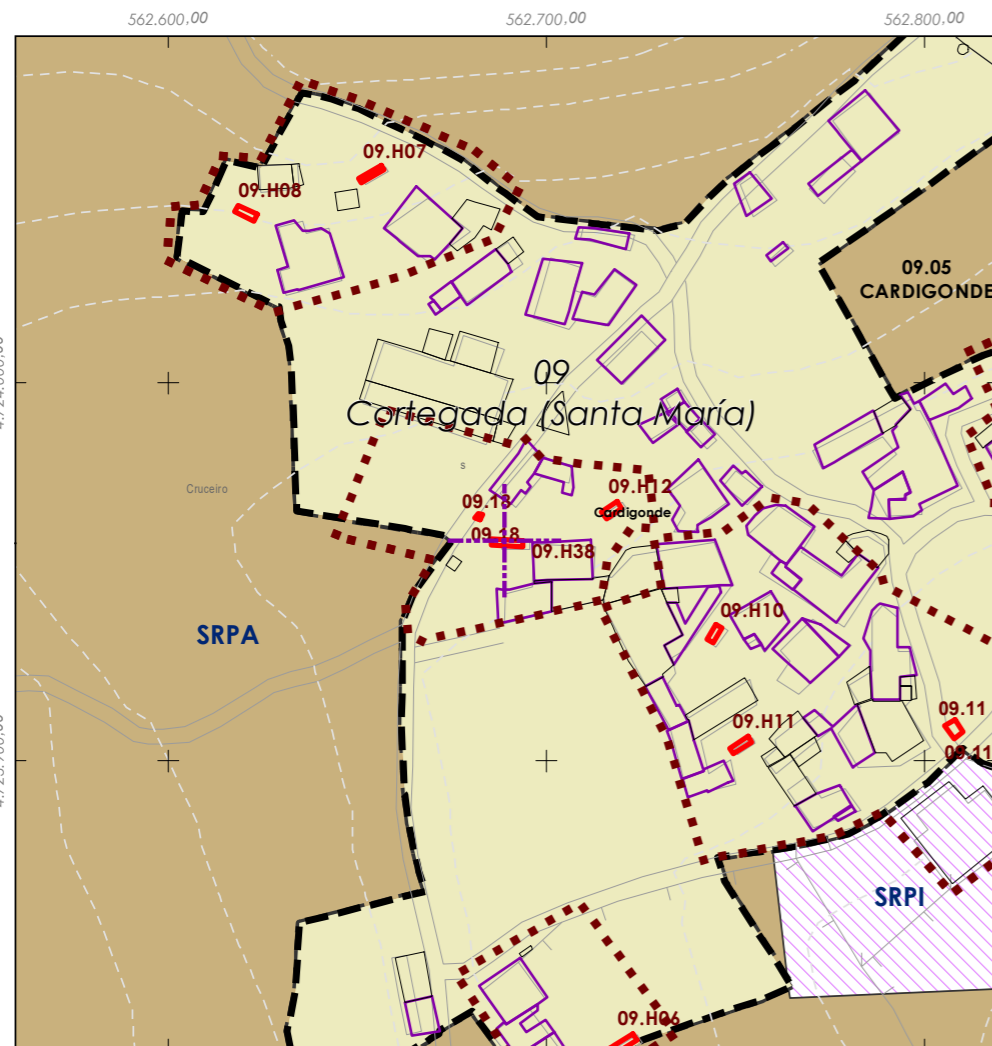 562.600,00
562.700,00
562.800,00
09.H07
09.H08
09.05
CARDIGONDE
09
Cortegada (Santa María)
s
Cruceiro
09.H12
Cardigonde
09.13
09.18
09.H38
SRPA
09.H10
09.H11
09.11
09.11
SRPI
09.H06